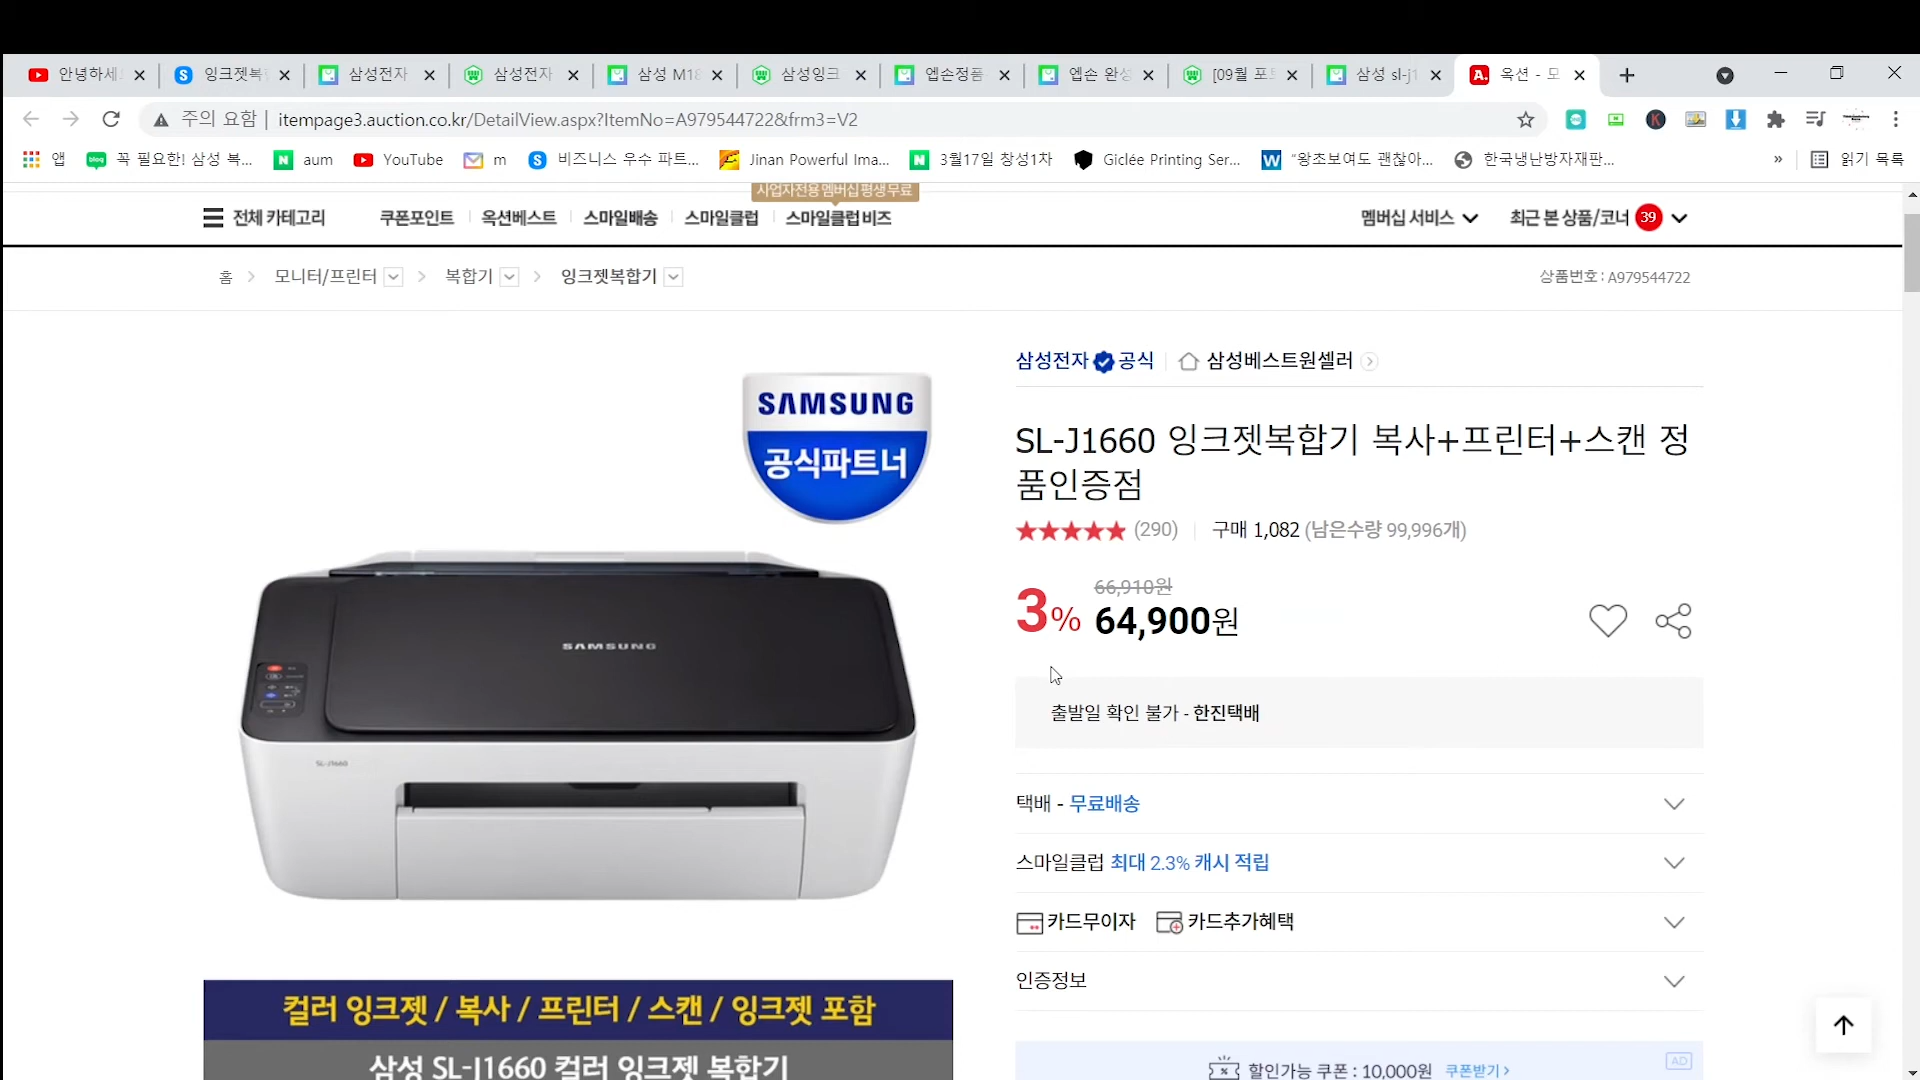 안녕하세
잉크젯복
삼성전자
삼성전자
삼성 M18
삼성잉크
엡손정품
엡손 완성
[09월 포토
삼성 sl-j1
옥션 - 모
주의 요함 | itempage3.auction.co.kr/DetailView.aspx?ItemNo=A979544722&frm3=V2
앱
꼭 필요한! 삼성 복...
aum
YouTube
m
비즈니스 우수 파트...
Jinan Powerful Ima...
3월17일 창성1차
Giclée Printing Ser...
"왕초보여도 괜찮아...
한국냉난방자재판...
»
읽기 목록
사업자전용 멤버십 평생 무료
전체 카테고리
쿠폰포인트
옥션베스트
스마일배송
스마일클럽
스마일클럽 비즈
멤버십 서비스
최근 본 상품/코너 39
홈 > 모니터/프린터 > 복합기 > 잉크젯복합기
상품번호 : A979544722
SAMSUNG
공식파트너
SAMSUNG
SL-J1660
삼성전자 공식
삼성베스트원셀러
SL-J1660 잉크젯복합기 복사+프린터+스캔 정
품인증점
(290)
구매 1,082 (남은수량 99,996개)
66,910원
3% 64,900원
출발일 확인 불가 - 한진택배
택배 - 무료배송
스마일클럽 최대 2.3% 캐시 적립
카드무이자 카드추가혜택
인증정보
할인가능 쿠폰 : 10,000원 쿠폰받기 >
AD
컬러 잉크젯 / 복사 / 프린터 / 스캔 / 잉크젯 포함
삼성 SL-J1660 컬러 잉크젯 복합기